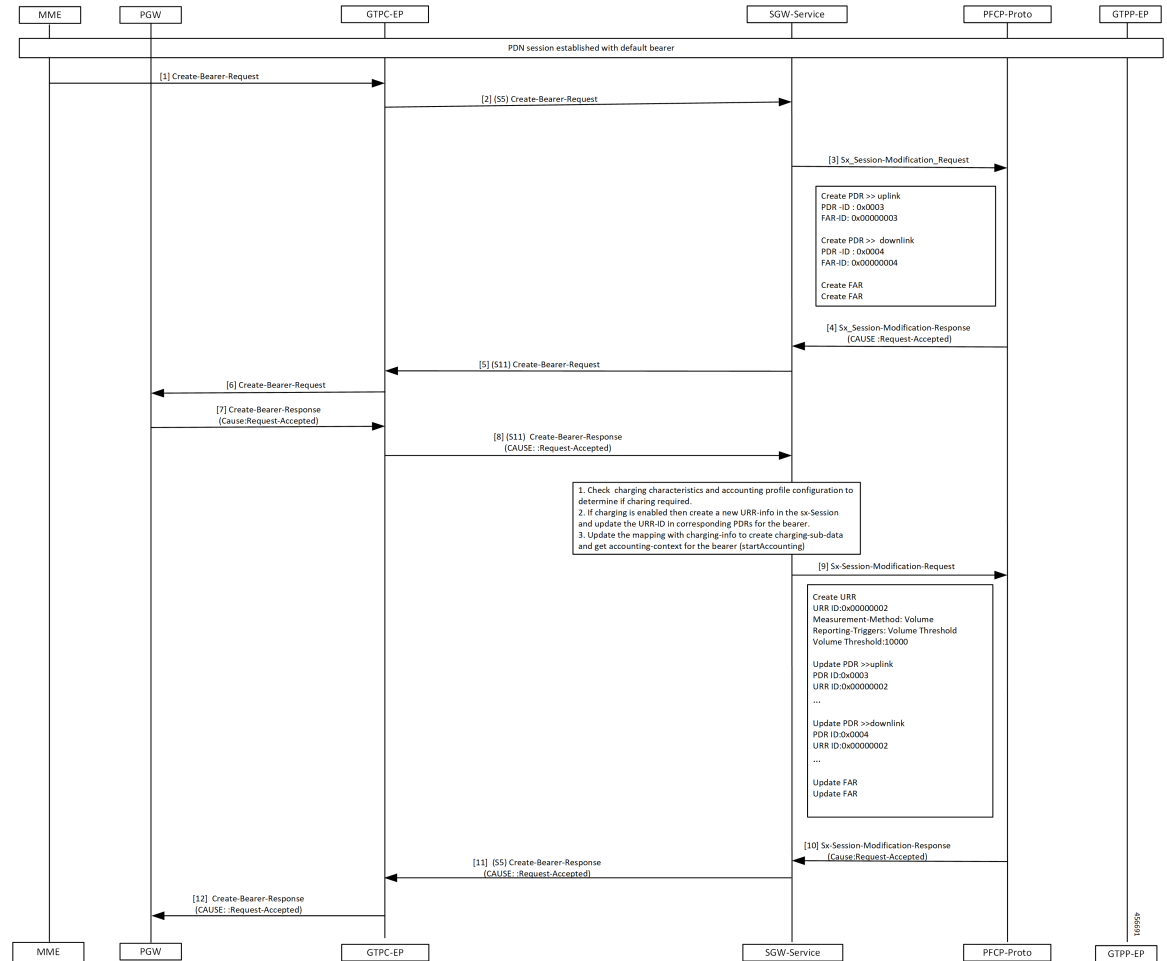 MME
PGW
GTPC-EP
SGW-Service
PFCP-Proto
GTPP-EP
PDN session established with default bearer
[1] Create-Bearer-Request
[2] (S5) Create-Bearer-Request
[3] Sx_Session-Modification_Request
Create PDR >> uplink
PDR -ID : 0x0003
FAR-ID: 0x00000003
Create PDR >>  downlink
PDR -ID : 0x0004
FAR-ID: 0x00000004
Create FAR
Create FAR
[4] Sx_Session-Modification-Response
(CAUSE :Request-Accepted)
[5] (S11) Create-Bearer-Request
[6] Create-Bearer-Request
[7] Create-Bearer-Response
(Cause:Request-Accepted)
[8] (S11)  Create-Bearer-Response
(CAUSE: :Request-Accepted)
1. Check  charging characteristics and accounting profile configuration to
determine if charing required.
2. If charging is enabled then create a new URR-info in the sx-Session
and update the URR-ID in corresponding PDRs for the bearer.
3. Update the mapping with charging-info to create charging-sub-data
and get accounting-context for the bearer (startAccounting)
[9] Sx-Session-Modification-Request
Create URR
URR ID:0x00000002
Measurement-Method: Volume
Reporting-Triggers: Volume Threshold
Volume Threshold:10000
Update PDR >>uplink
PDR ID:0x0003
URR ID:0x00000002
...
Update PDR >>downlink
PDR ID:0x0004
URR ID:0x00000002
...
Update FAR
Update FAR
[10] Sx-Session-Modification-Response
(Cause:Request-Accepted)
[11]  (S5) Create-Bearer-Response
(CAUSE: :Request-Accepted)
[12]  Create-Bearer-Response
(CAUSE: :Request-Accepted)
456691
MME
PGW
GTPC-EP
SGW-Service
PFCP-Proto
GTPP-EP